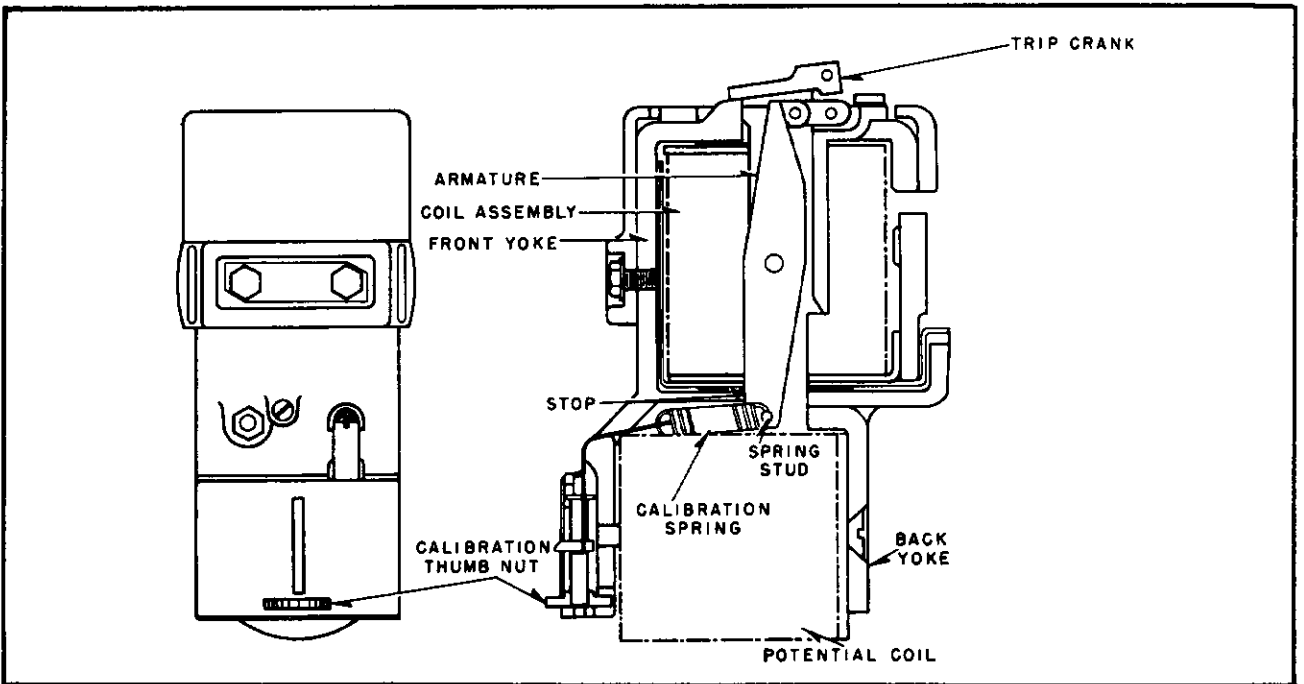 TRIP CRANK
ARMATURE
COIL ASSEMBLY
FRONT YOKE
STOP
SPRING
STUD
CALIBRATION
SPRING
CALIBRATION
THUMB NUT
BACK
YOKE
POTENTIAL COIL